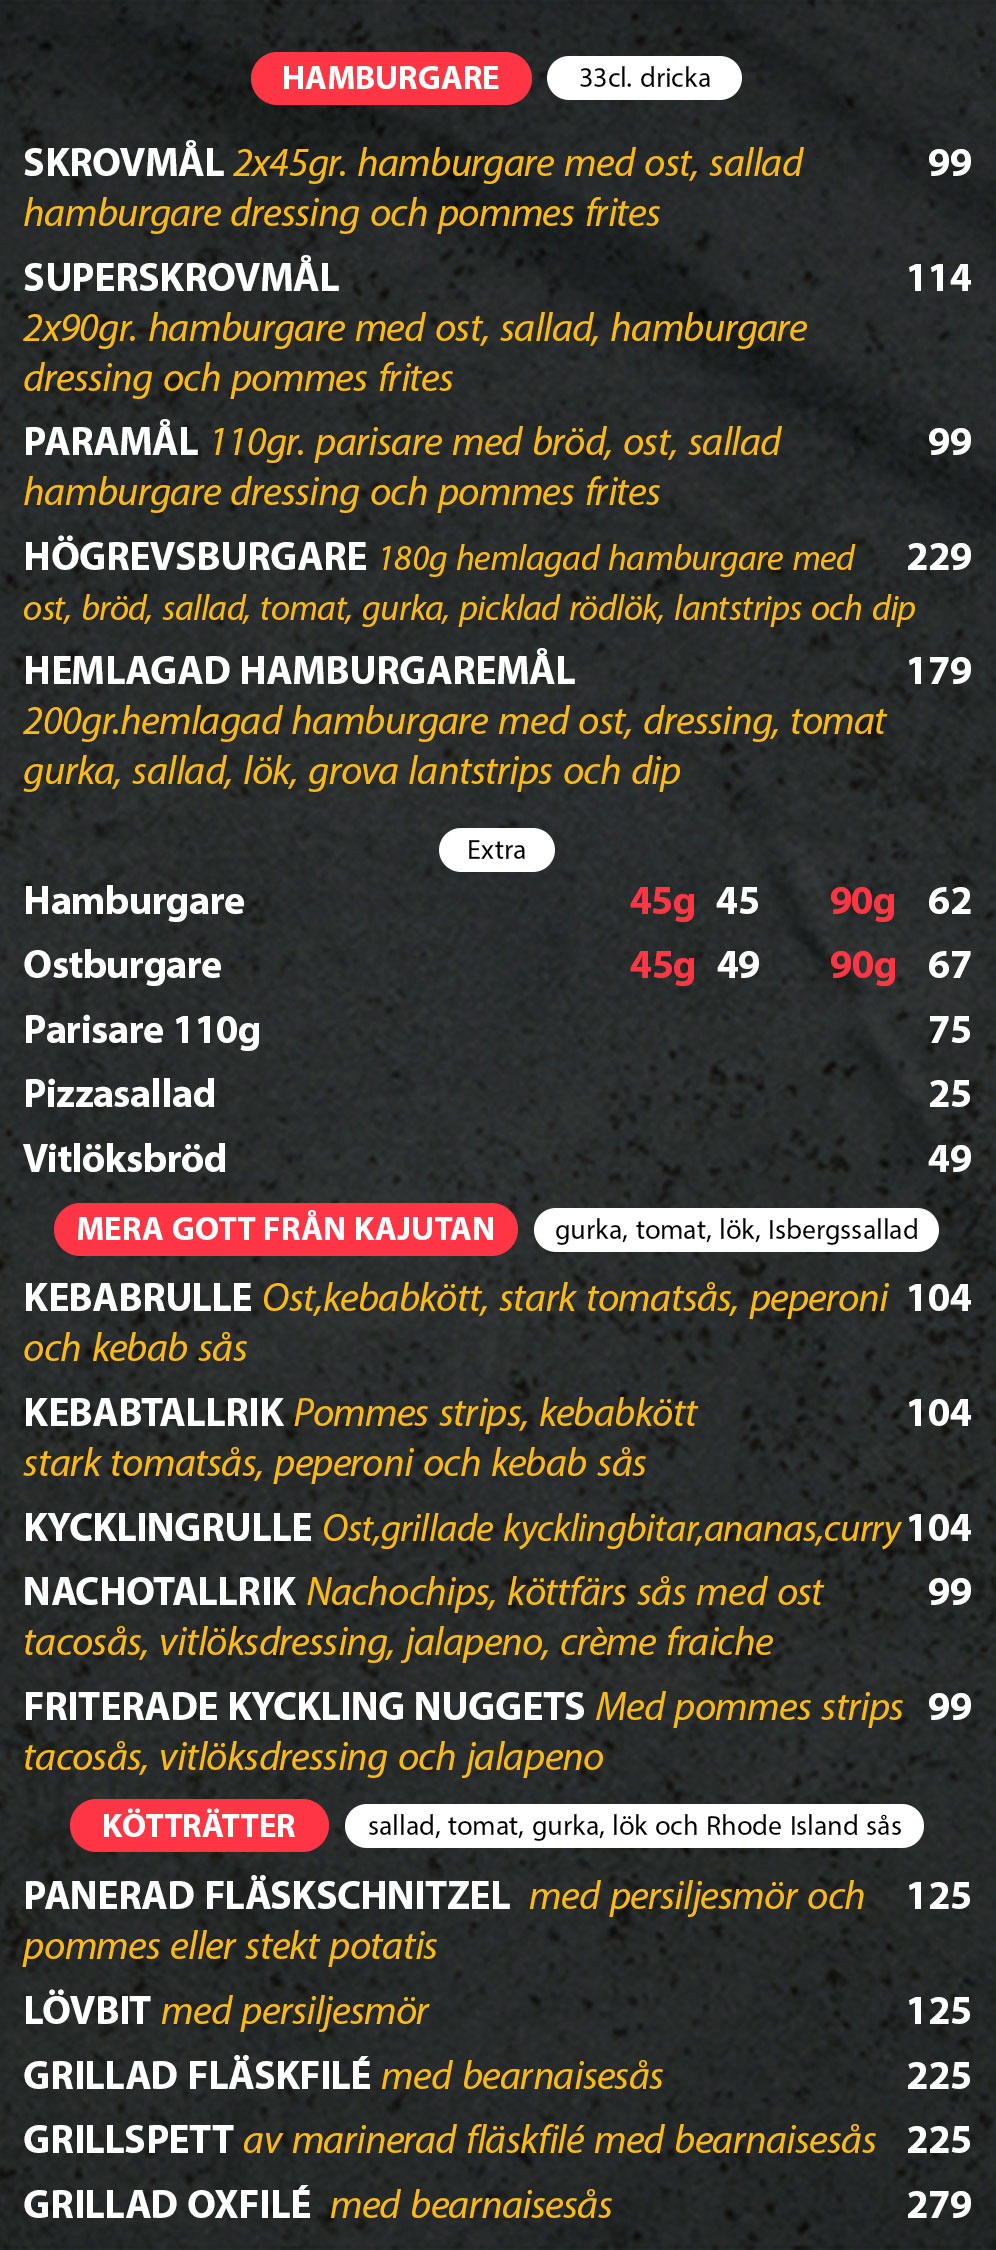 HAMBURGARE 33cl. dricka
SKROVMÅL 2x45gr. hamburgare med ost, sallad 99
hamburgare dressing och pommes frites
SUPERSKROVMÅL 114
2x90gr. hamburgare med ost, sallad, hamburgare
dressing och pommes frites
PARAMÅL 110gr. parisare med bröd, ost, sallad 99
hamburgare dressing och pommes frites
HÖGREVSBURGARE 180g hemlagad hamburgare med 229
ost, bröd, sallad, tomat, gurka, picklad rödlök, lantstrips och dip
HEMLAGAD HAMBURGAREMÅL 179
200gr.hemlagad hamburgare med ost, dressing, tomat
gurka, sallad, lök, grova lantstrips och dip
Extra
Hamburgare 45g 45 90g 62
Ostburgare 45g 49 90g 67
Parisare 110g 75
Pizzasallad 25
Vitlöksbröd 49
MERA GOTT FRÅN KAJUTAN gurka, tomat, lök, Isbergssallad
KEBABRULLE Ost,kebabkött, stark tomatsås, peperoni 104
och kebab sås
KEBABTALLRIK Pommes strips, kebabkött 104
stark tomatsås, peperoni och kebab sås
KYCKLINGRULLE Ost,grillade kycklingbitar,ananas,curry 104
NACHOTALLRIK Nachochips, köttfärs sås med ost 99
tacosås, vitlöksdressing, jalapeno, crème fraiche
FRITERADE KYCKLING NUGGETS Med pommes strips 99
tacosås, vitlöksdressing och jalapeno
KÖTTRÄTTER sallad, tomat, gurka, lök och Rhode Island sås
PANERAD FLÄSKSCHNITZEL med persiljesmör och 125
pommes eller stekt potatis
LÖVBIT med persiljesmör 125
GRILLAD FLÄSKFILÉ med bearnaisesås 225
GRILLSPETT av marinerad fläskfilé med bearnaisesås 225
GRILLAD OXFILÉ med bearnaisesås 279